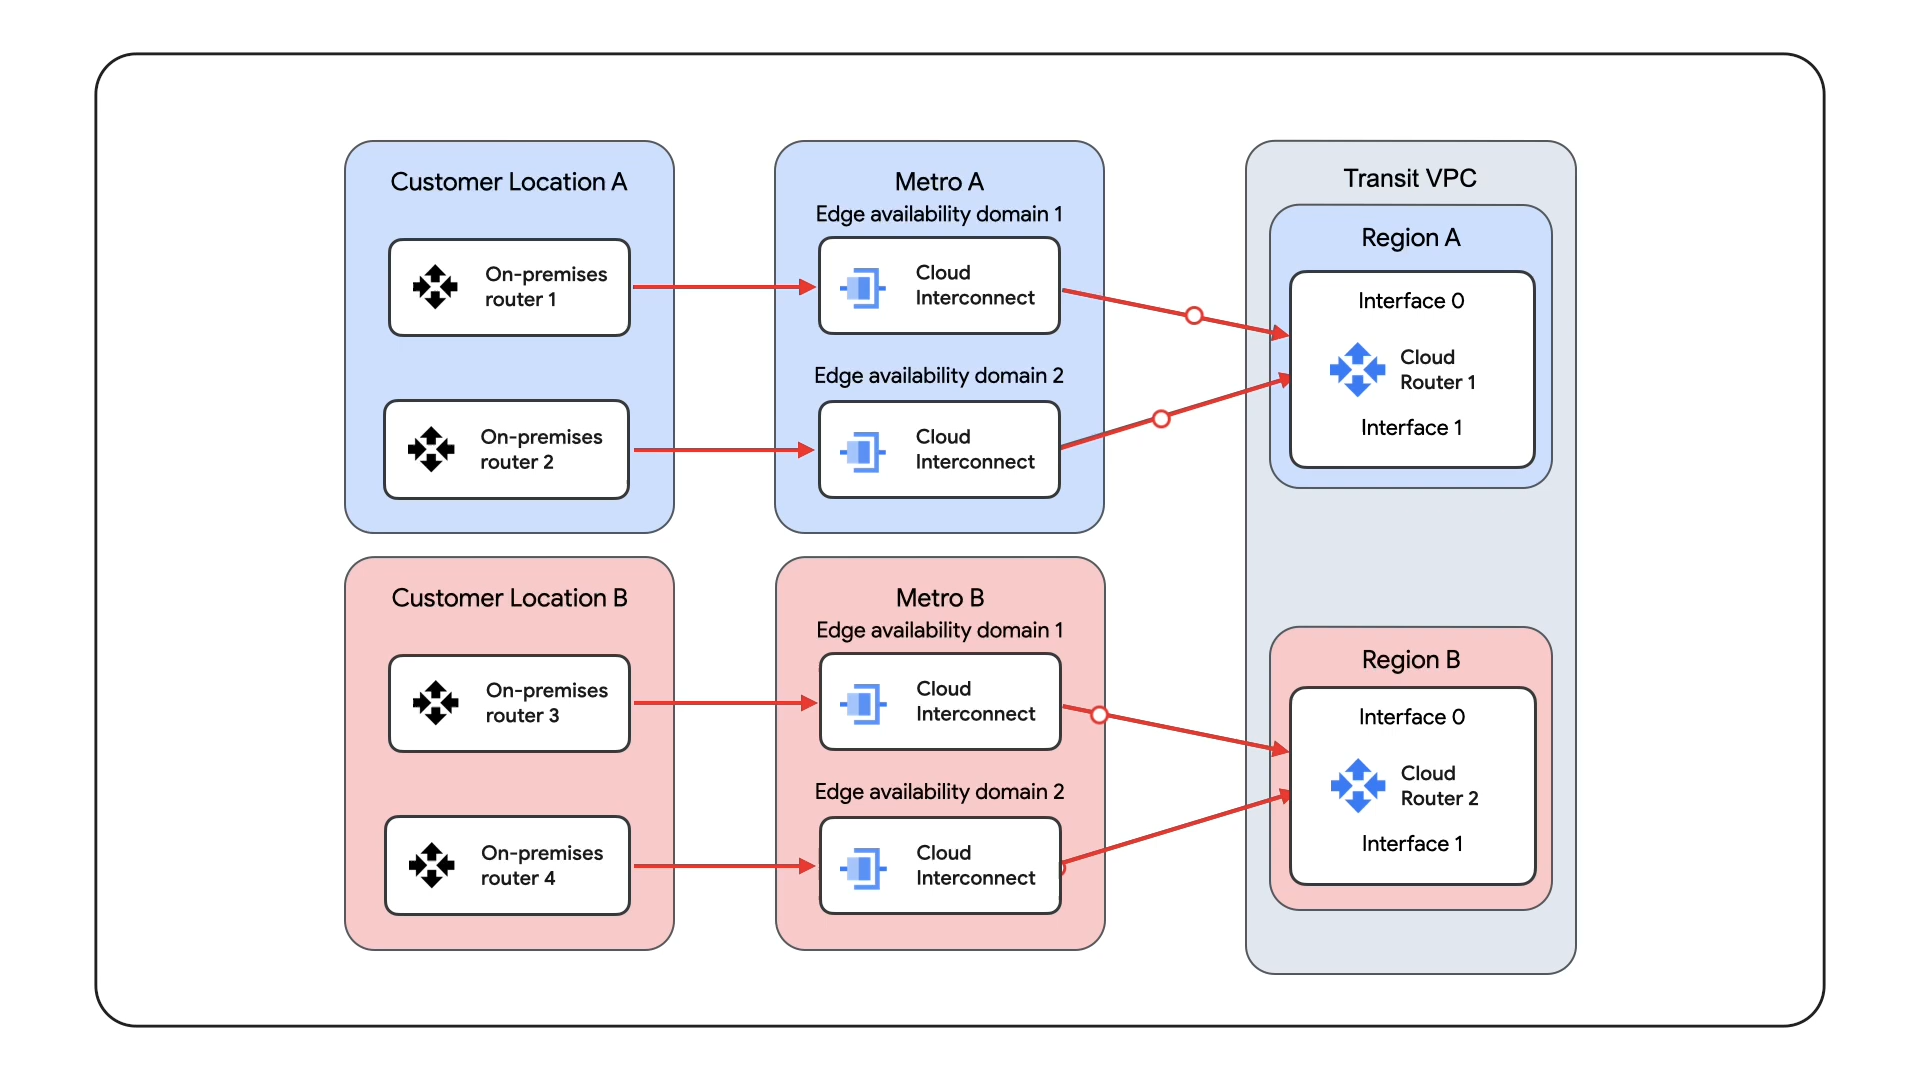 Customer Location A
On-premises
router 1
On-premises
router 2
Metro A
Edge availability domain 1
Cloud
Interconnect
Edge availability domain 2
Cloud
Interconnect
Transit VPC
Region A
Interface 0
Cloud
Router 1
Interface 1
Customer Location B
On-premises
router 3
On-premises
router 4
Metro B
Edge availability domain 1
Cloud
Interconnect
Edge availability domain 2
Cloud
Interconnect
Region B
Interface 0
Cloud
Router 2
Interface 1